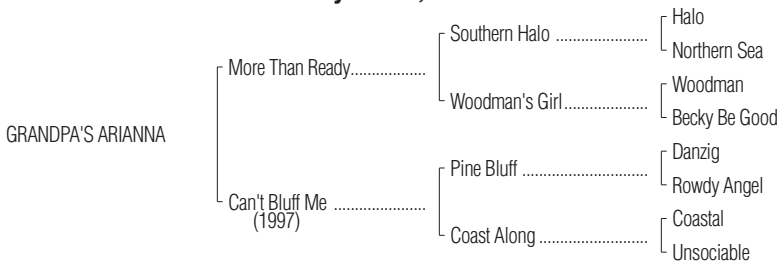 Halo
Southern Halo ......................
Northern Sea
More Than Ready..................
Woodman
Woodman's Girl....................
Becky Be Good
GRANDPA'S ARIANNA
Danzig
Pine Bluff ..............................
Rowdy Angel
Can't Bluff Me ......................
(1997)
Coastal
Coast Along ..........................
Unsociable